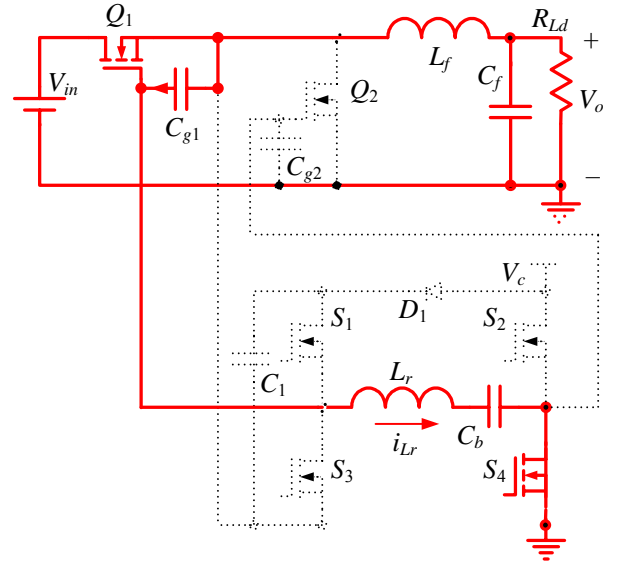 Q1
RLd
+
Lf
Cf
Vin
Q2
Vo
Cg1
Cg2
−
Vc
S1
D1
S2
C1
Lr
iLr
Cb
S3
S4